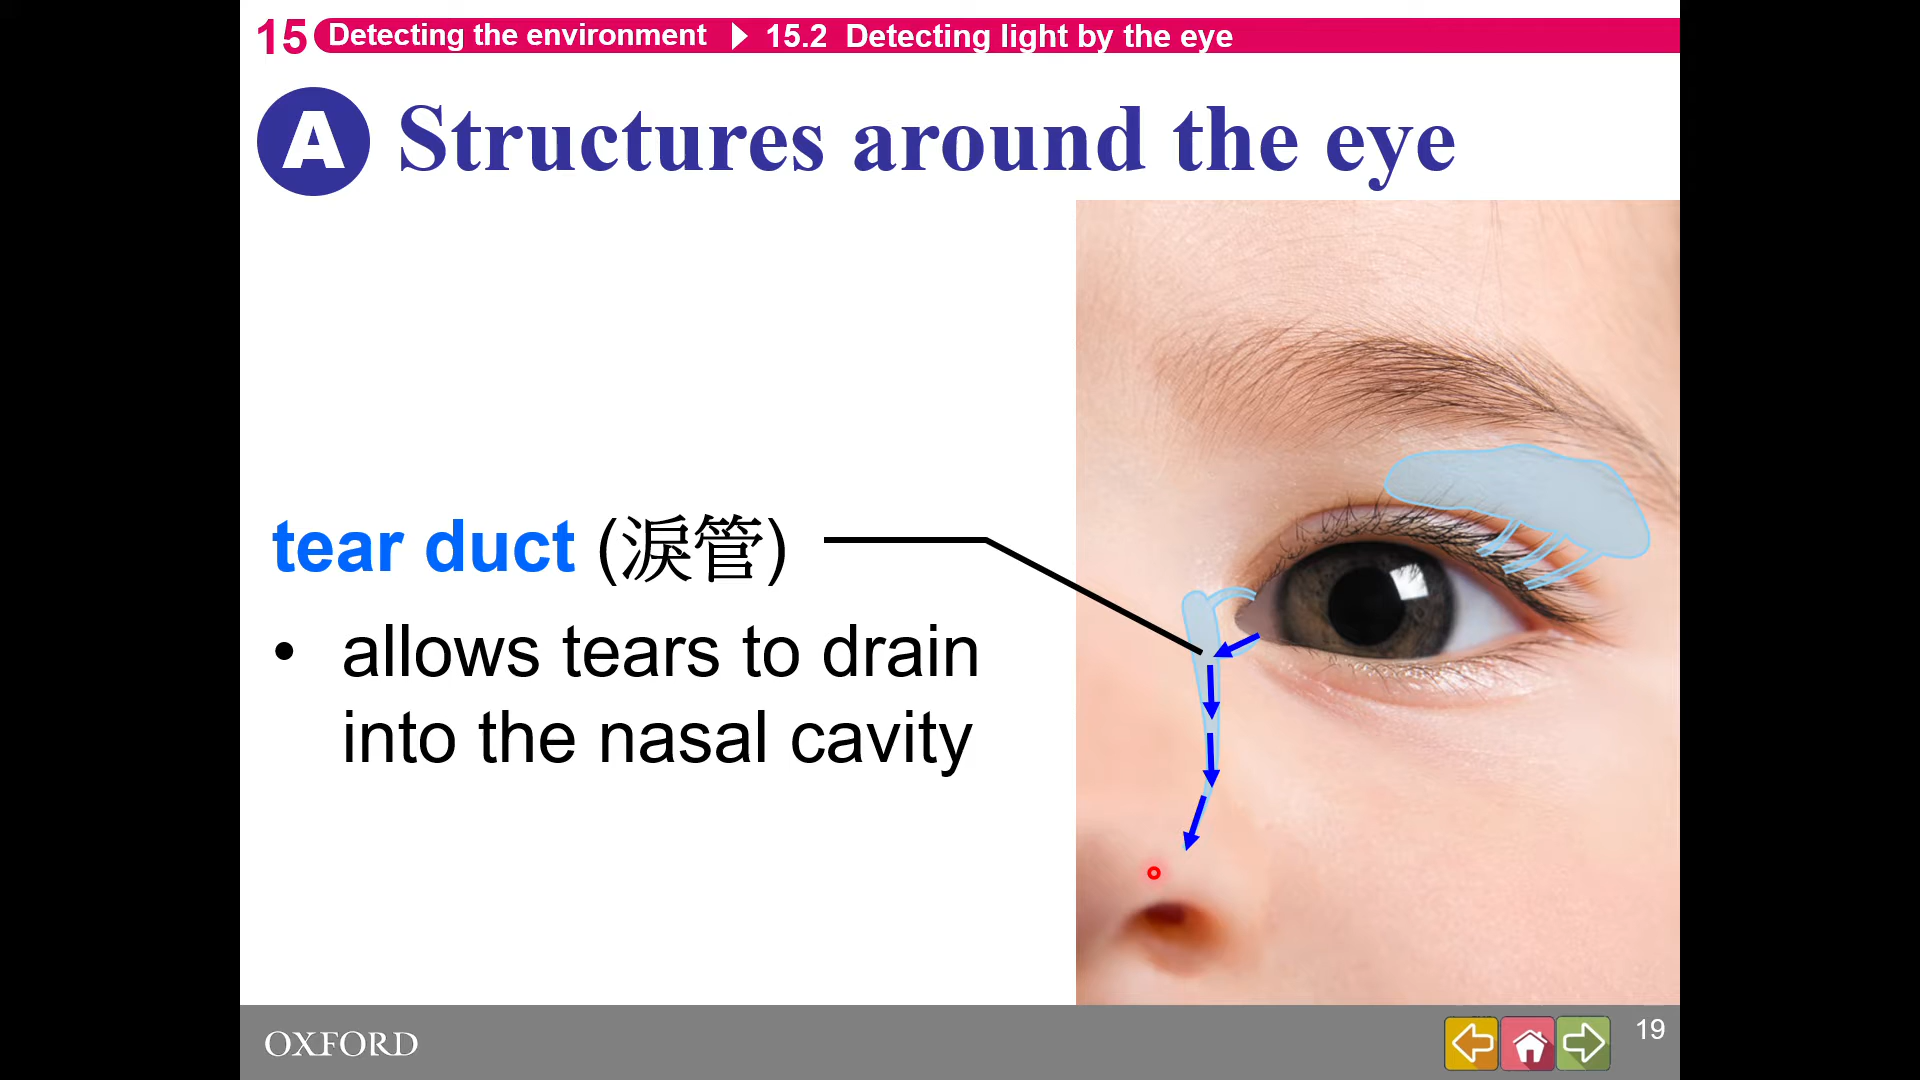 15 Detecting the environment 15.2 Detecting light by the eye
A Structures around the eye
tear duct (淚管)
• allows tears to drain
into the nasal cavity
OXFORD
19